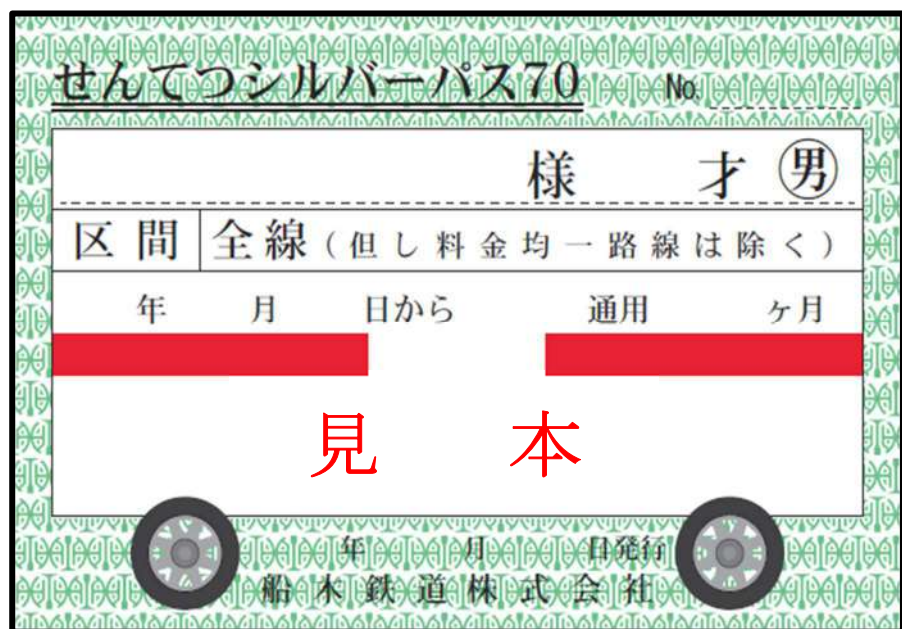 せんてつシルバーパス70 No.
様 才 男
区間 全線(但し料金均一路線は除く)
年 月 日から 通用 ヶ月
見本
年 月 日発行
船木鉄道株式会社